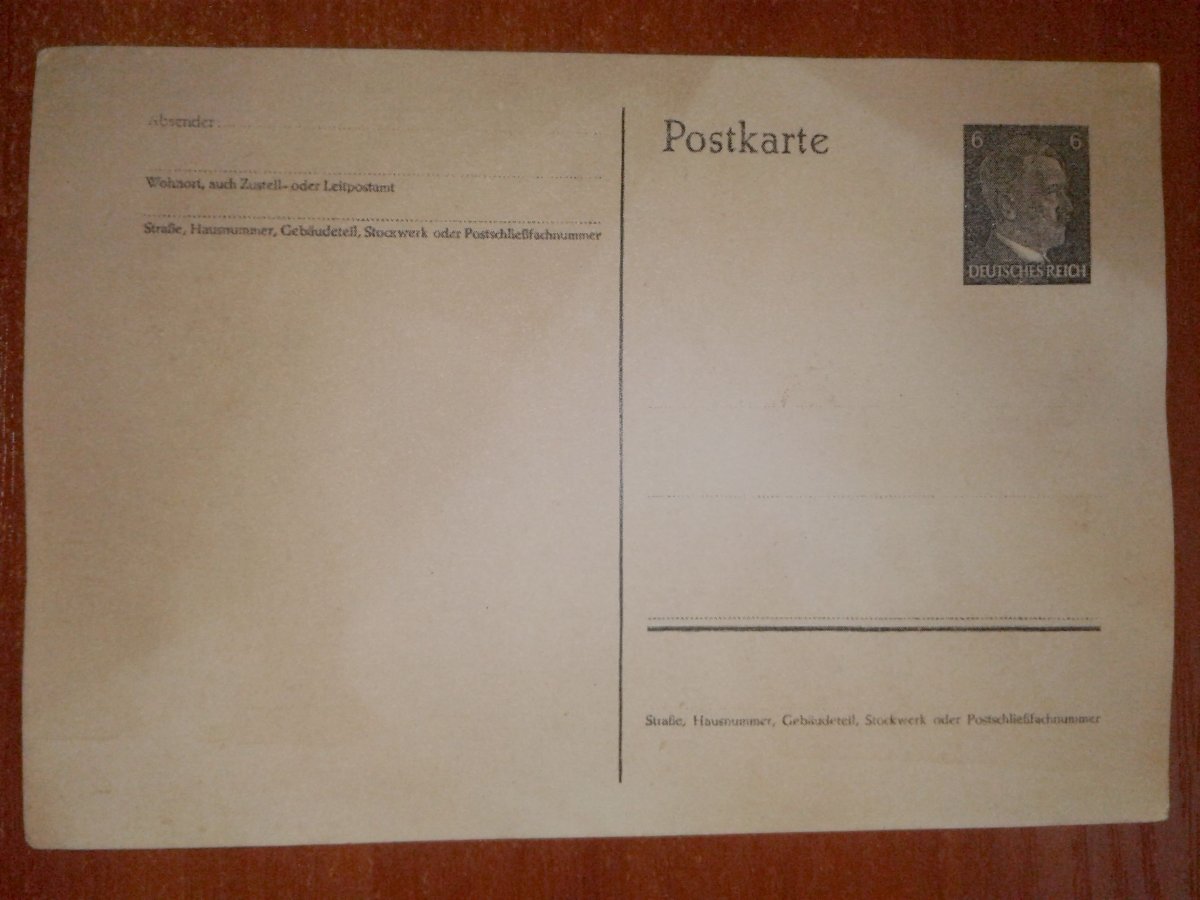 Absender:
Wohnort, auch Zustell- oder Leitpostamt
Straße, Hausnummer, Gebäudeteil, Stockwerk oder Postschließfachnummer
Postkarte
6 6
DEUTSCHES REICH
Straße, Hausnummer, Gebäudeteil, Stockwerk oder Postschließfachnummer